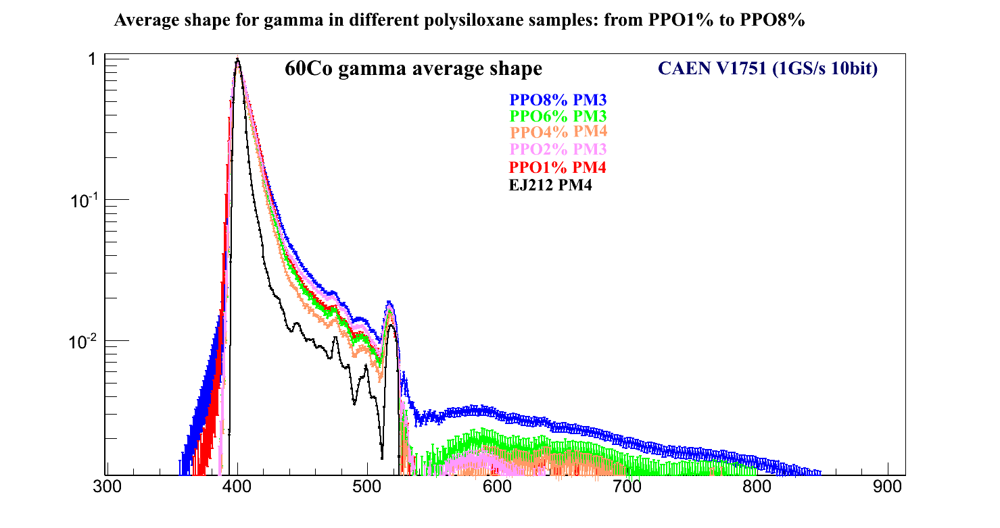 Average shape for gamma in different polysiloxane samples: from PPO1% to PPO8%
60Co gamma average shape
CAEN V1751 (1GS/s 10bit)
PPO8% PM3
PPO6% PM3
PPO4% PM4
PPO2% PM3
PPO1% PM4
EJ212 PM4
1
10-1
10-2
300 400 500 600 700 800 900